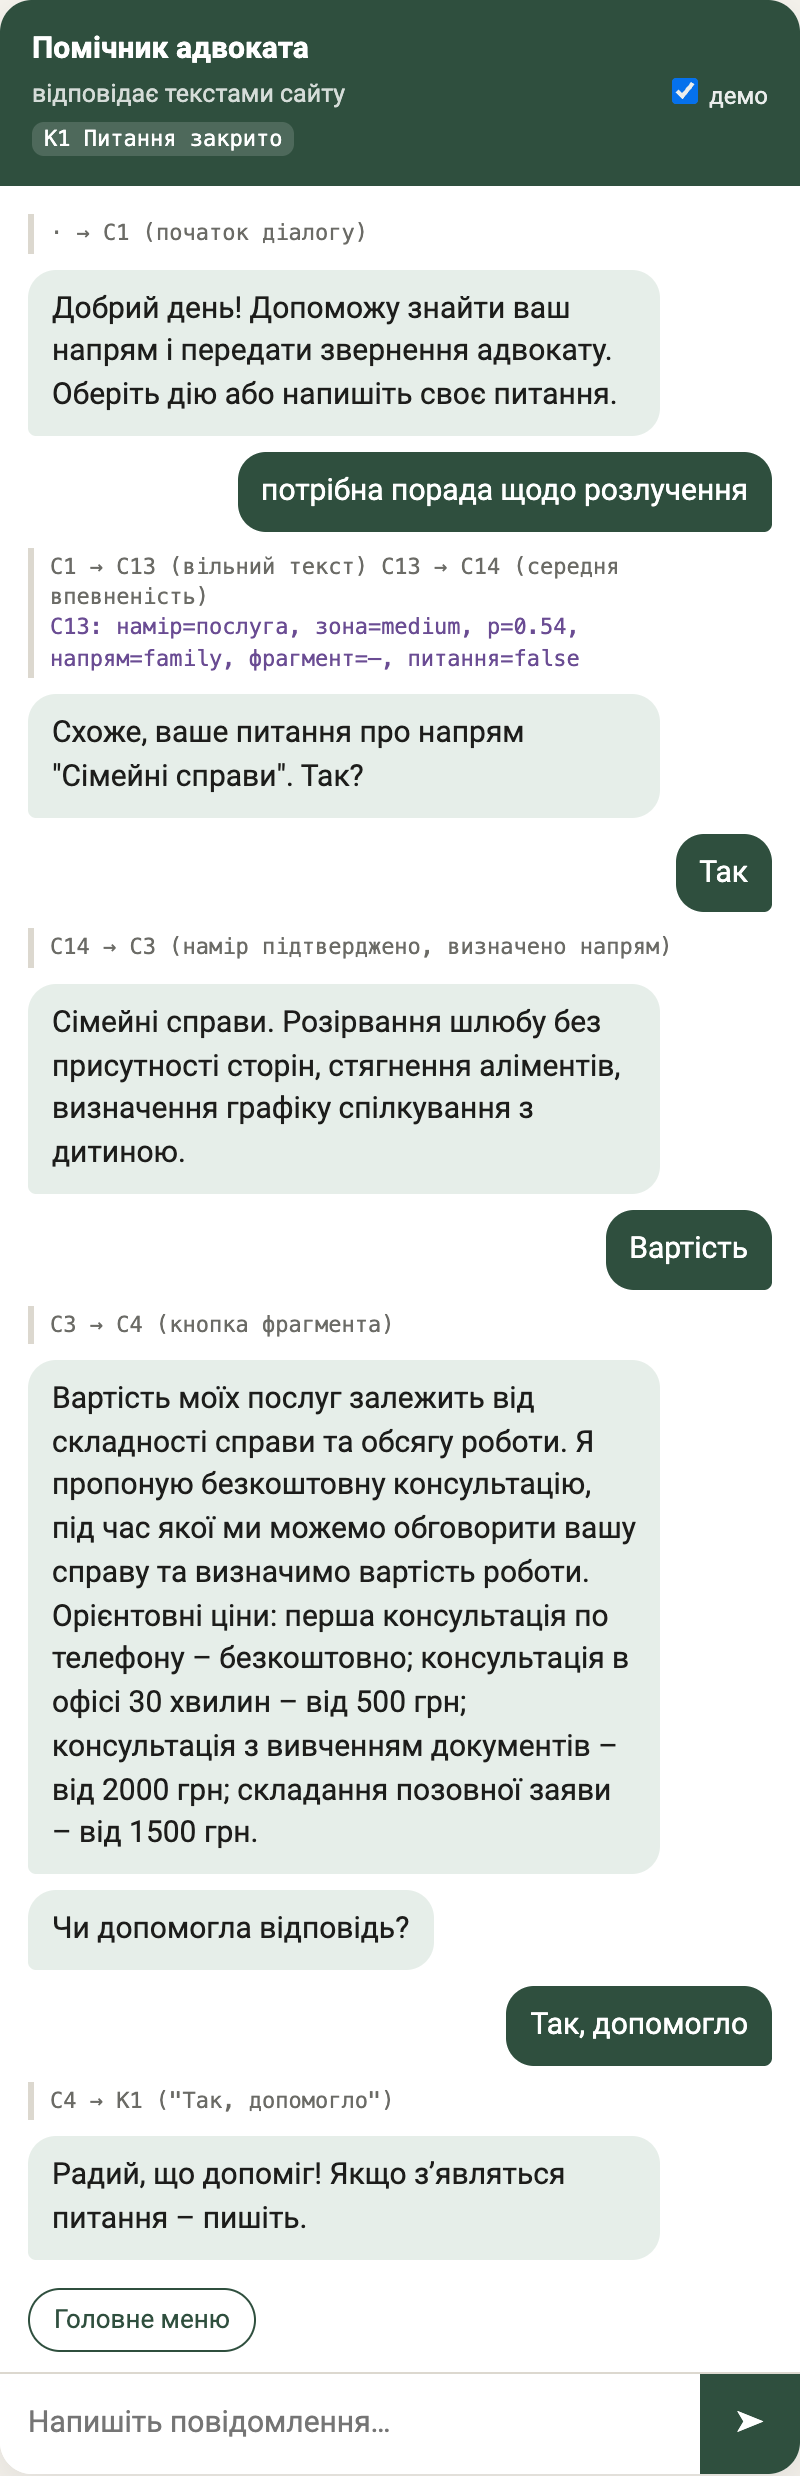 Помічник адвоката
відповідає текстами сайту
демо
K1 Питання закрито
· → C1 (початок діалогу)
Добрий день! Допоможу знайти ваш
напрям і передати звернення адвокату.
Оберіть дію або напишіть своє питання.
потрібна порада щодо розлучення
C1 → C13 (вільний текст) C13 → C14 (середня
впевненість)
C13: намір=послуга, зона=medium, p=0.54,
напрям=family, фрагмент=—, питання=false
Схоже, ваше питання про напрям
"Сімейні справи". Так?
Так
C14 → C3 (намір підтверджено, визначено напрям)
Сімейні справи. Розірвання шлюбу без
присутності сторін, стягнення аліментів,
визначення графіку спілкування з
дитиною.
Вартість
C3 → C4 (кнопка фрагмента)
Вартість моїх послуг залежить від
складності справи та обсягу роботи. Я
пропоную безкоштовну консультацію,
під час якої ми можемо обговорити вашу
справу та визначимо вартість роботи.
Орієнтовні ціни: перша консультація по
телефону – безкоштовно; консультація в
офісі 30 хвилин – від 500 грн;
консультація з вивченням документів –
від 2000 грн; складання позовної заяви
– від 1500 грн.
Чи допомогла відповідь?
Так, допомогло
C4 → K1 ("Так, допомогло")
Радий, що допоміг! Якщо з’являться
питання – пишіть.
Головне меню
Напишіть повідомлення…